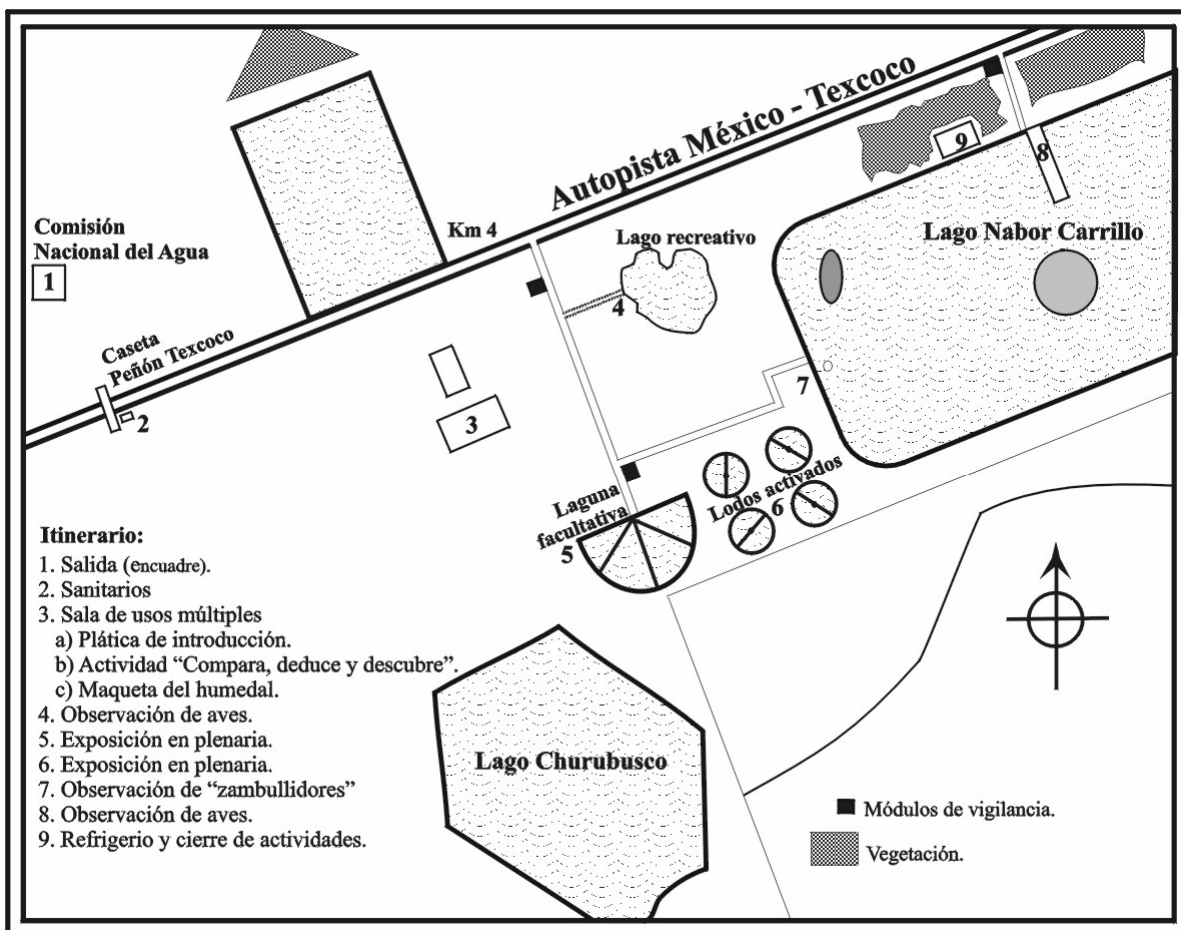 Autopista México - Texcoco
9
8
Comisión
Nacional del Agua
1
Km 4
Lago recreativo
Lago Nabor Carrillo
4
Caseta
Peñón Texcoco
2
3
7
Laguna
facultativa
5
Lodos activados
6
Itinerario:
1. Salida (encuadre).
2. Sanitarios
3. Sala de usos múltiples
a) Plática de introducción.
b) Actividad “Compara, deduce y descubre”.
c) Maqueta del humedal.
4. Observación de aves.
5. Exposición en plenaria.
6. Exposición en plenaria.
7. Observación de “zambullidores”
8. Observación de aves.
9. Refrigerio y cierre de actividades.
Lago Churubusco
Módulos de vigilancia.
Vegetación.